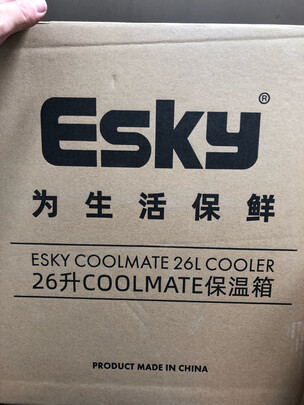 Esky®
为生活保鲜
ESKY COOLMATE 26L COOLER
26升COOLMATE保温箱
PRODUCT MADE IN CHINA